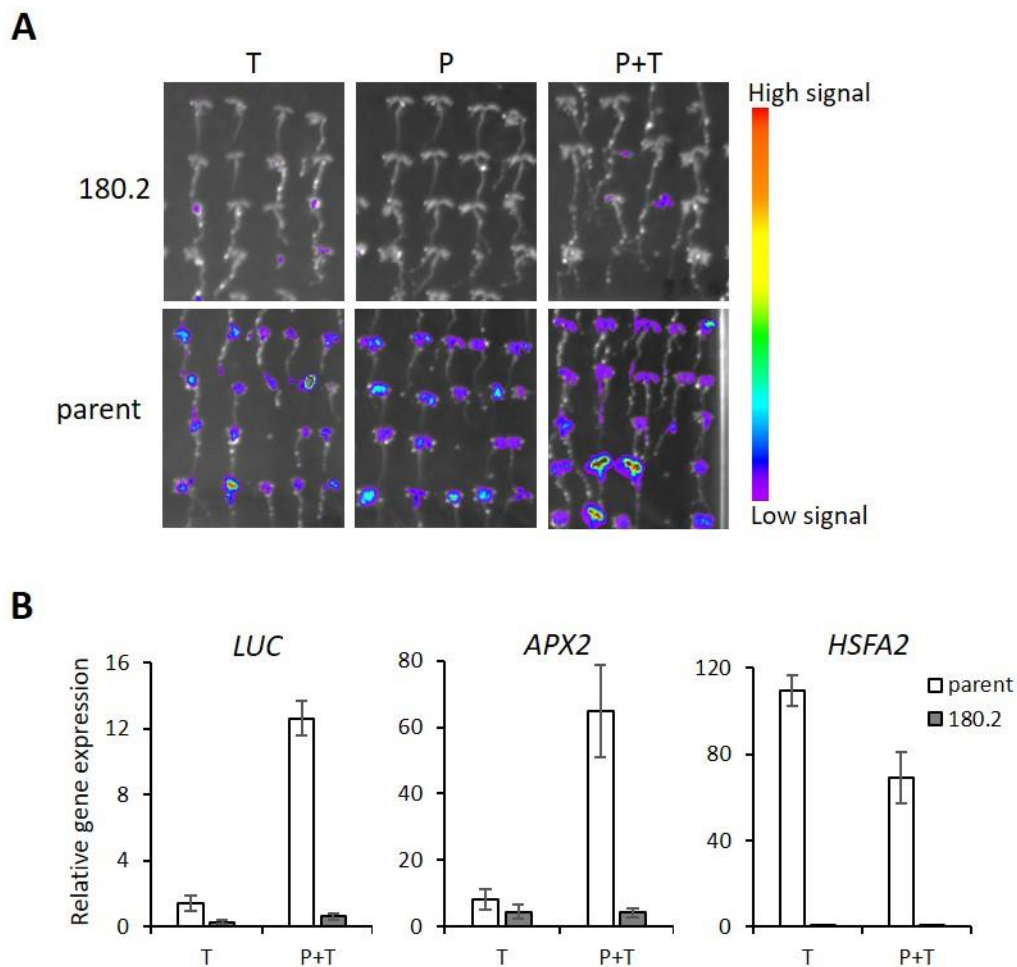 A
T P P+T
High signal
180.2
parent
Low signal
B
LUC APX2 HSFA2
Relative gene expression
16
12
8
4
0
T P+T
80
60
40
20
0
T P+T
120
80
40
0
T P+T
parent
180.2